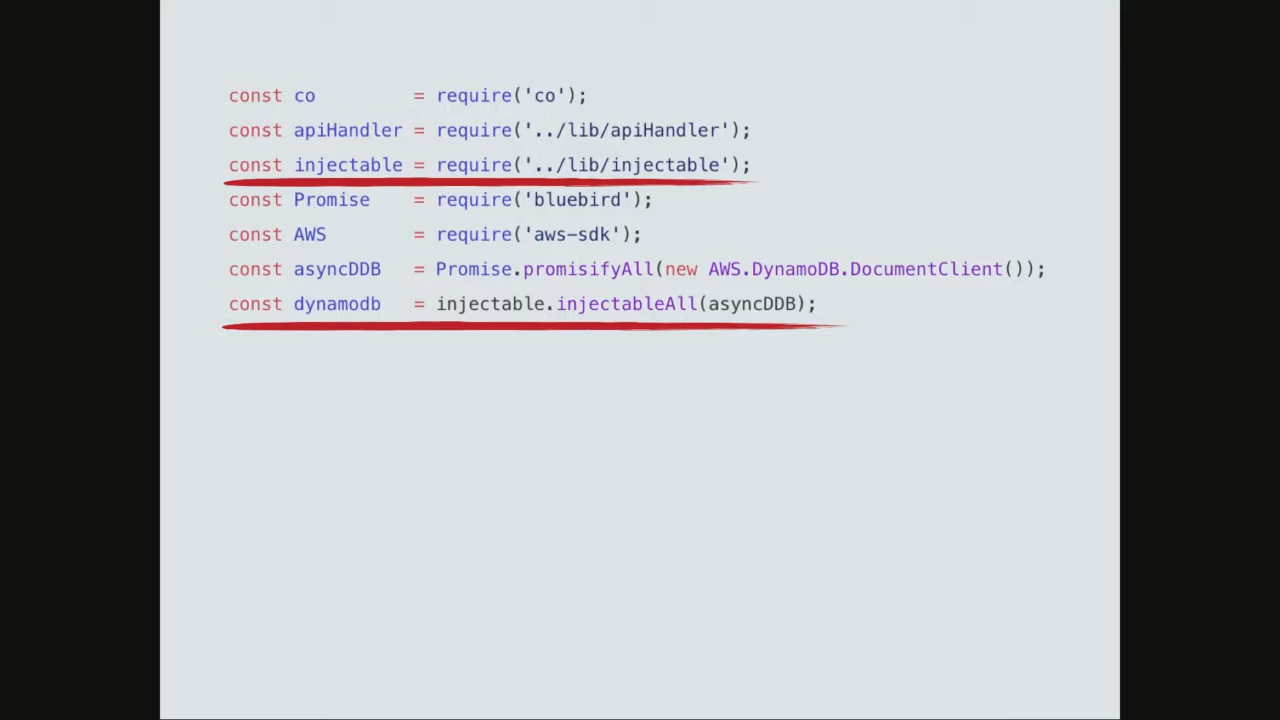 const co         = require('co');
const apiHandler = require('../lib/apiHandler');
const injectable = require('../lib/injectable');
const Promise    = require('bluebird');
const AWS        = require('aws-sdk');
const asyncDDB   = Promise.promisifyAll(new AWS.DynamoDB.DocumentClient());
const dynamodb   = injectable.injectableAll(asyncDDB);